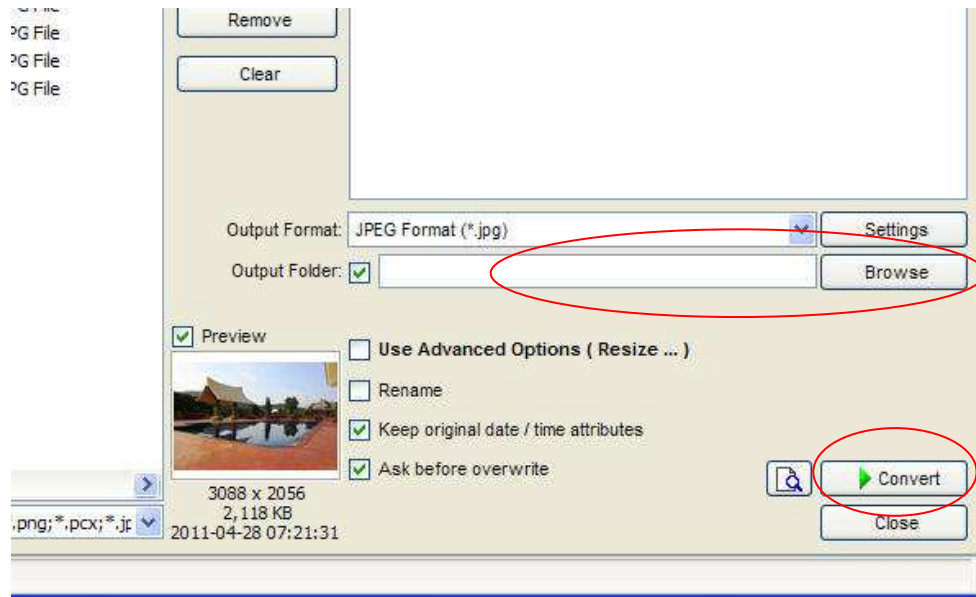 PG File
PG File
PG File
Remove
Clear
Output Format: JPEG Format (*.jpg) Settings
Output Folder: Browse
Preview
Use Advanced Options ( Resize ... )
Rename
Keep original date / time attributes
Ask before overwrite
3088 x 2056
2,118 KB
2011-04-28 07:21:31
Convert
Close
.png;*.pcx;*.jp